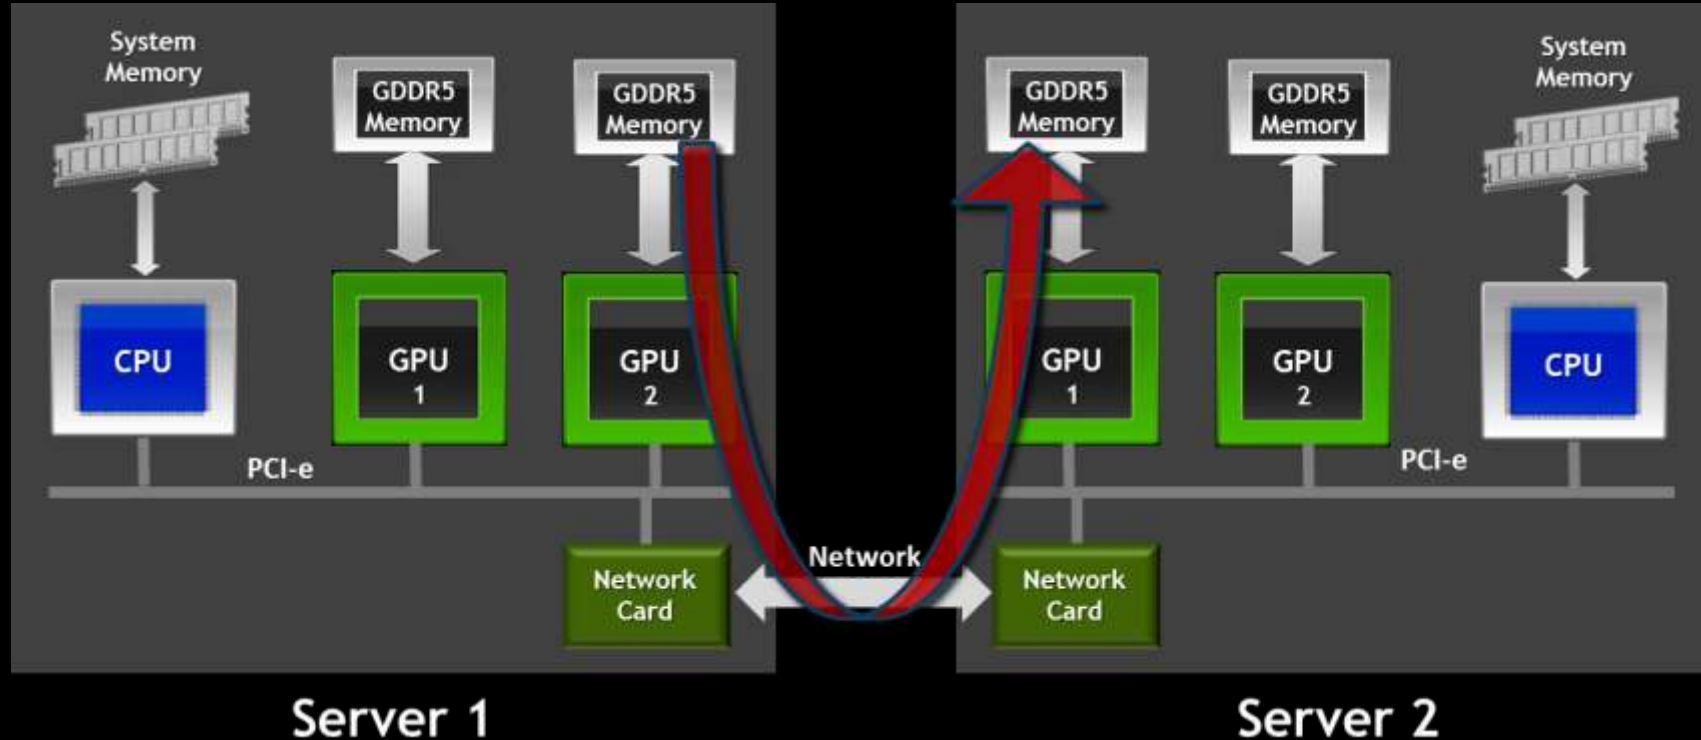 System
Memory
GDDR5
Memory
GDDR5
Memory
CPU
GPU
1
GPU
2
PCI-e
Network
Card
Server 1
Network
GDDR5
Memory
GDDR5
Memory
System
Memory
GPU
1
GPU
2
CPU
PCI-e
Network
Card
Server 2